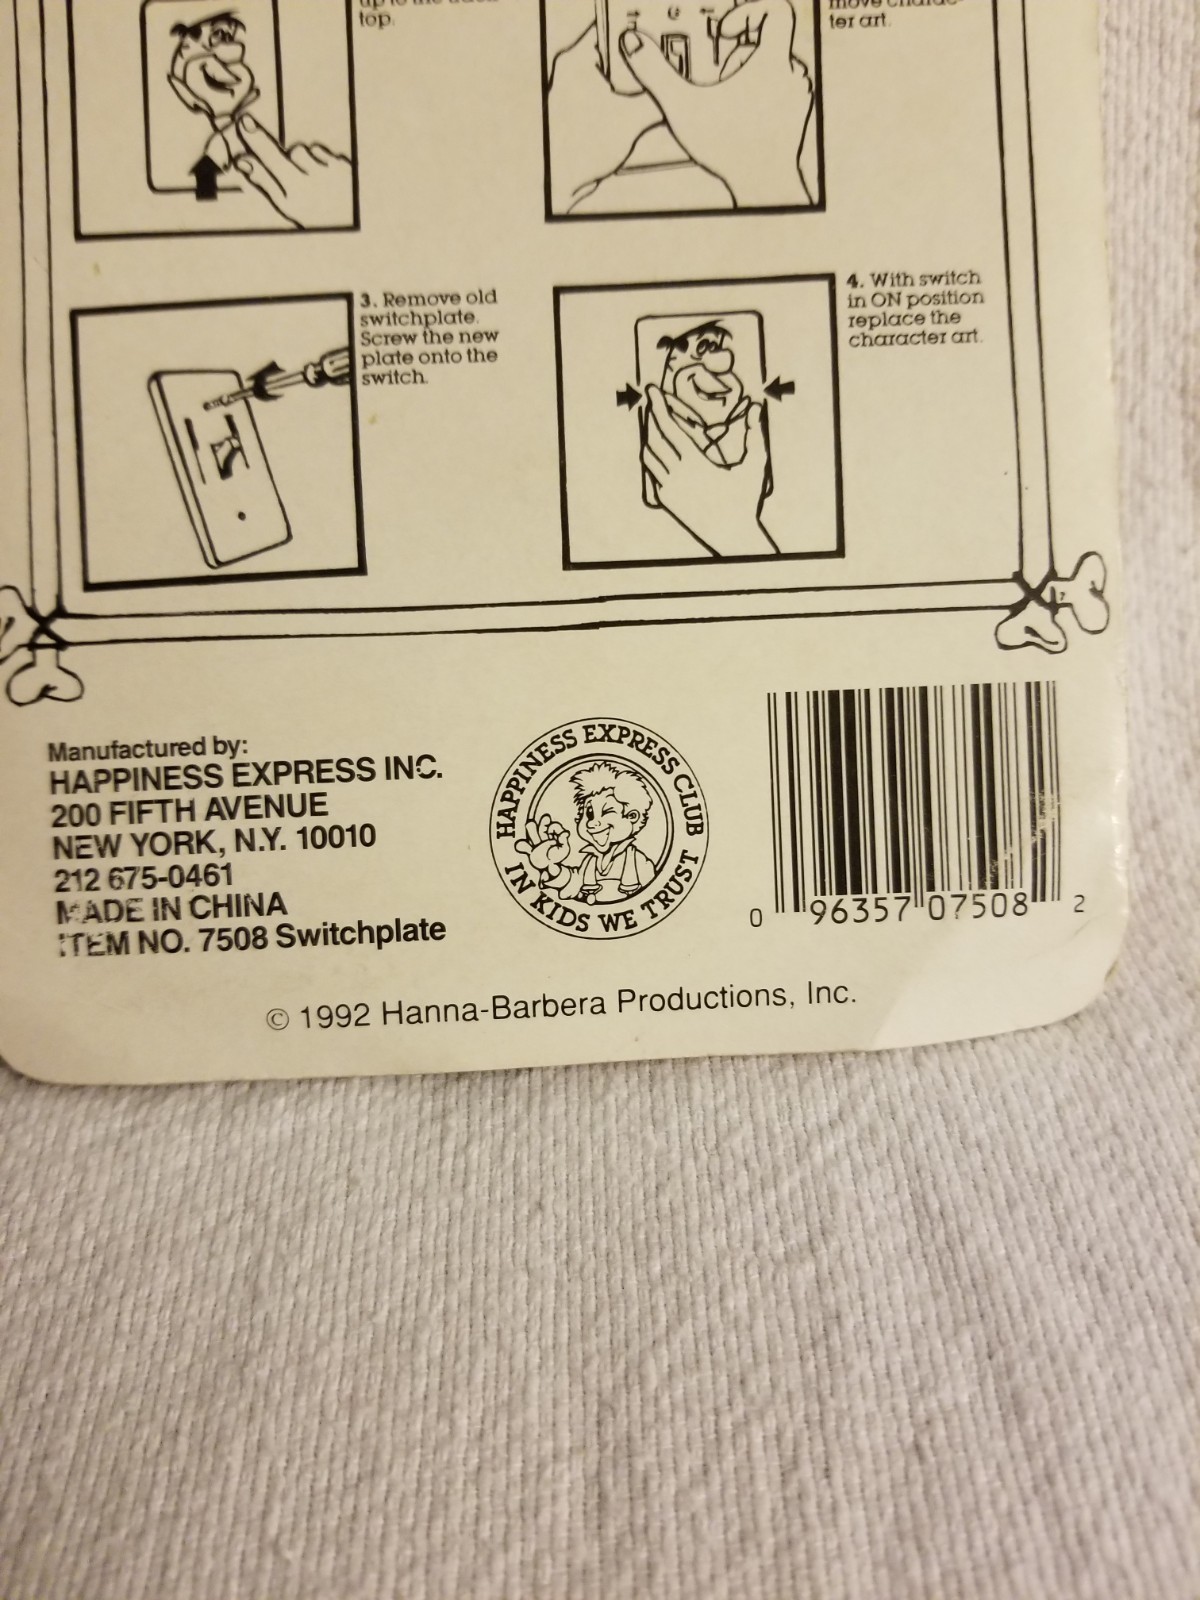 top.
ter art.
3. Remove old
switchplate.
Screw the new
plate onto the
switch.
4. With switch
in ON position
replace the
character art.
Manufactured by:
HAPPINESS EXPRESS INC.
200 FIFTH AVENUE
NEW YORK, N.Y. 10010
212 675-0461
MADE IN CHINA
ITEM NO. 7508 Switchplate
HAPPINESS EXPRESS CLUB
IN KIDS WE TRUST
0 96357 07508 2
© 1992 Hanna-Barbera Productions, Inc.